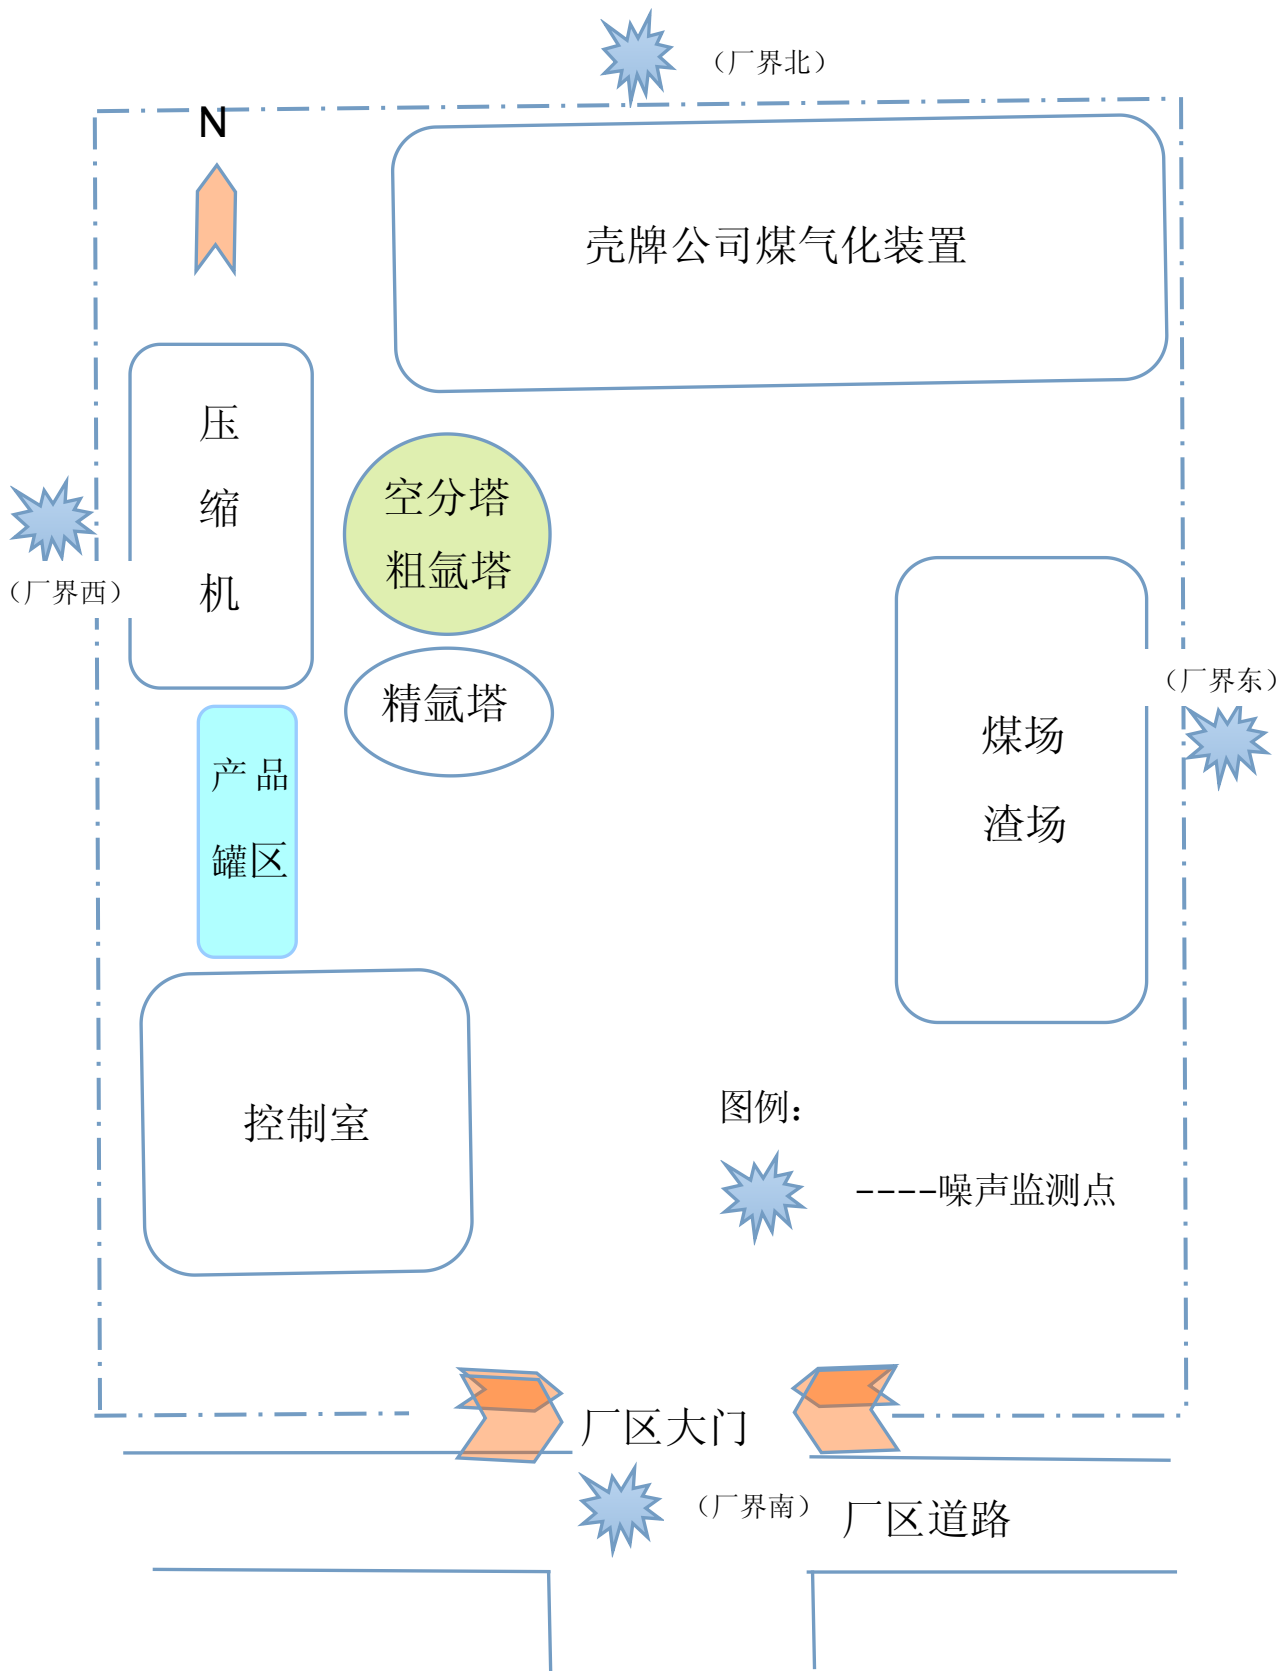 （厂界北）
N
壳牌公司煤气化装置
压
缩
机
空分塔
粗氩塔
（厂界西）
精氩塔
（厂界东）
煤场
渣场
产品
罐区
控制室
图例：
----噪声监测点
厂区大门
（厂界南）
厂区道路